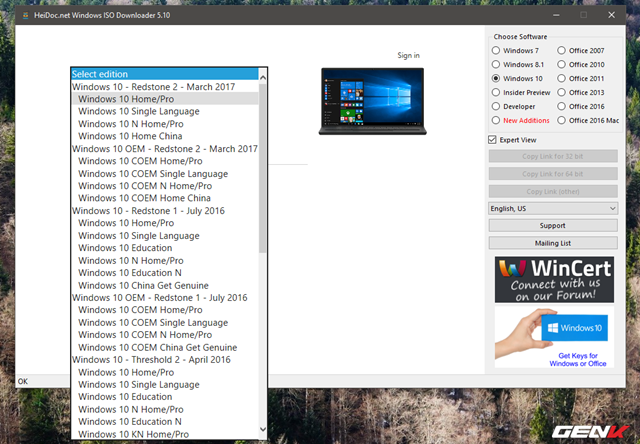 HeiDoc.net Windows ISO Downloader 5.10
Sign in
Select edition
Windows 10 - Redstone 2 - March 2017
Windows 10 Home/Pro
Windows 10 Single Language
Windows 10 N Home/Pro
Windows 10 Home China
Windows 10 OEM - Redstone 2 - March 2017
Windows 10 COEM Home/Pro
Windows 10 COEM Single Language
Windows 10 COEM N Home/Pro
Windows 10 COEM Home China
Windows 10 - Redstone 1 - July 2016
Windows 10 Home/Pro
Windows 10 Single Language
Windows 10 Education
Windows 10 N Home/Pro
Windows 10 Education N
Windows 10 China Get Genuine
Windows 10 OEM - Redstone 1 - July 2016
Windows 10 COEM Home/Pro
Windows 10 COEM Single Language
Windows 10 COEM N Home/Pro
Windows 10 COEM China Get Genuine
Windows 10 - Threshold 2 - April 2016
Windows 10 Home/Pro
Windows 10 Single Language
Windows 10 Education
Windows 10 N Home/Pro
Windows 10 Education N
Windows 10 KN Home/Pro
OK
Choose Software
Windows 7
Office 2007
Windows 8.1
Office 2010
Windows 10
Office 2011
Insider Preview
Office 2013
Developer
Office 2016
New Additions
Office 2016 Mac
Expert View
Copy Link for 32 bit
Copy Link for 64 bit
Copy Link (other)
English, US
Support
Mailing List
WinCert
Connect with us
on our Forum!
Windows 10
Get Keys for
Windows or Office
GENK